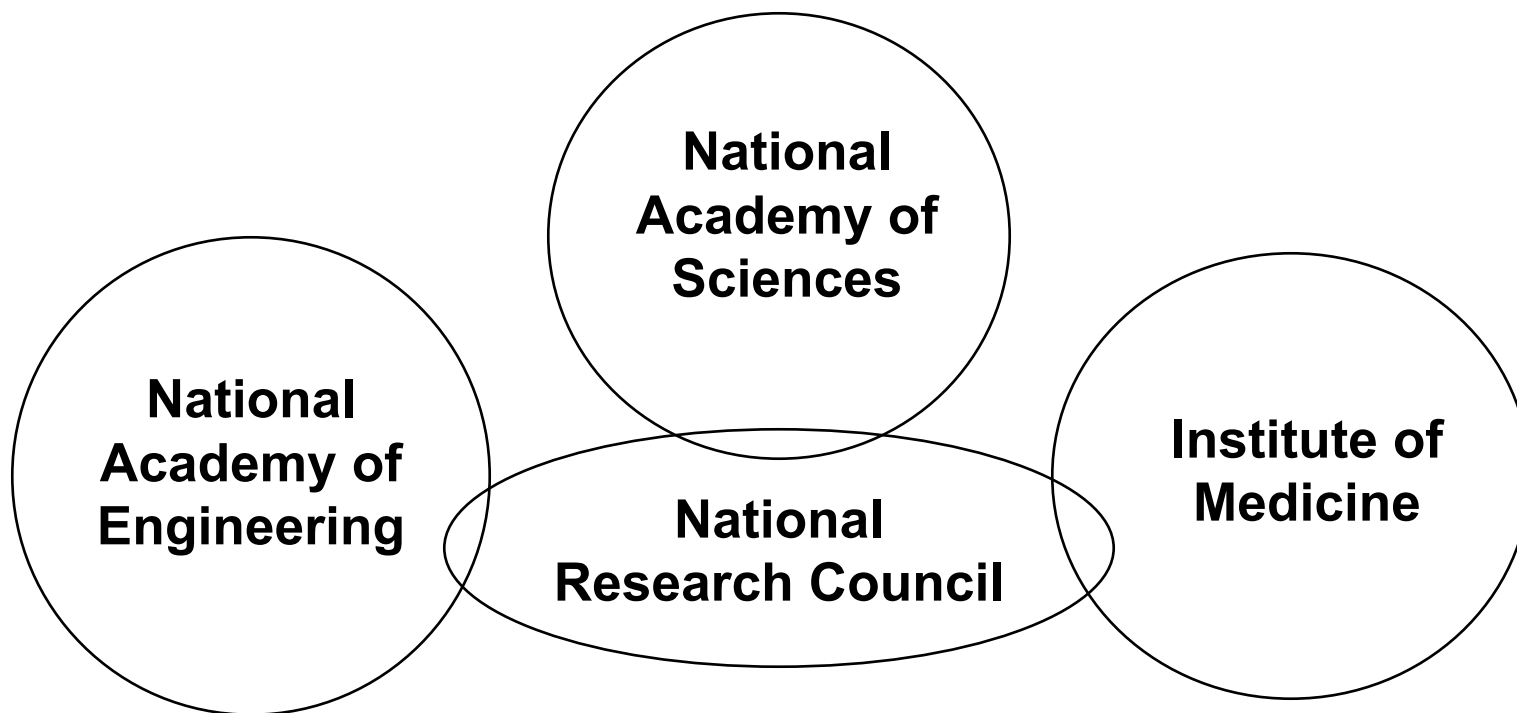 National
Academy of
Sciences
National
Academy of
Engineering
Institute of
Medicine
National
Research Council